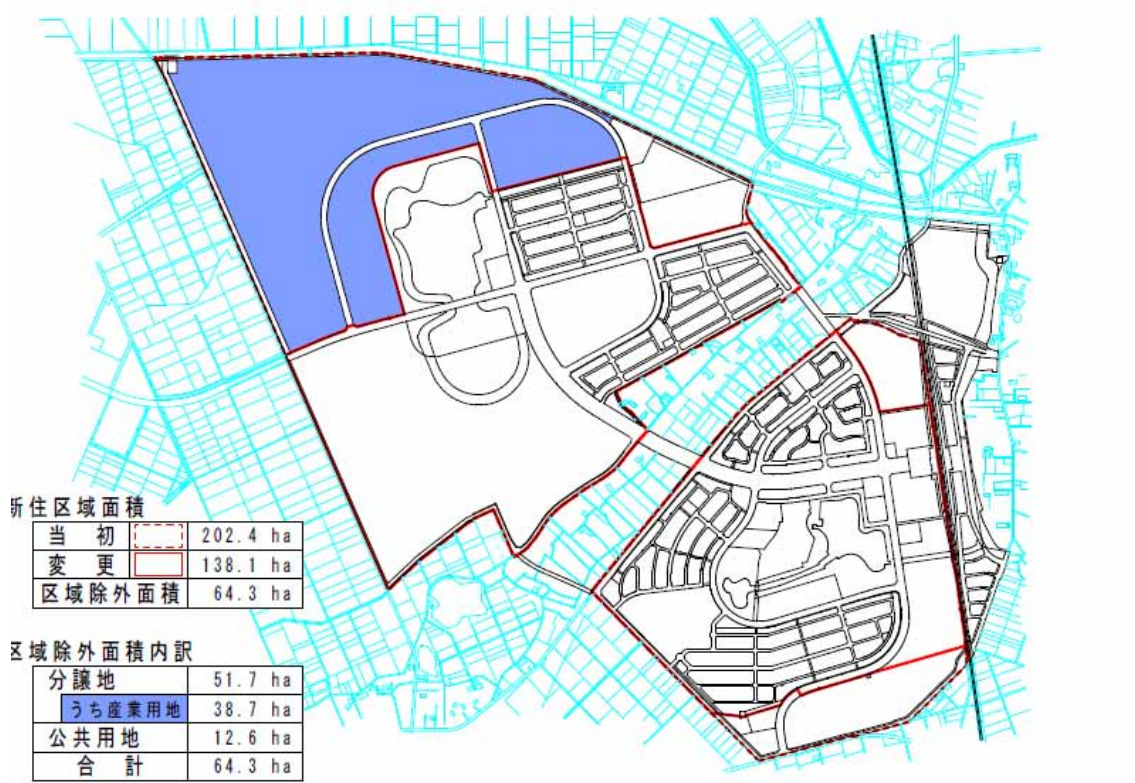 新住区域面積
当 初 202.4 ha
変 更 138.1 ha
区域除外面積 64.3 ha
区域除外面積内訳
分譲地 51.7 ha
うち産業用地 38.7 ha
公共用地 12.6 ha
合 計 64.3 ha